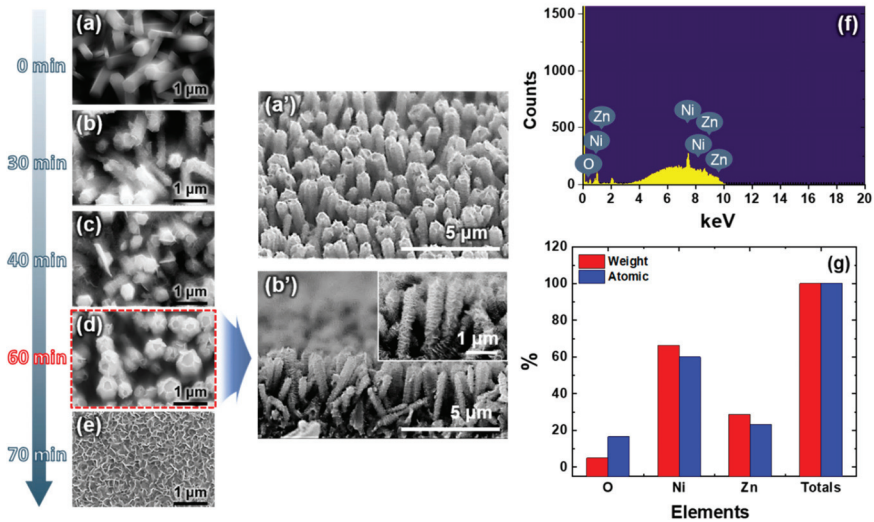 (a)
0 min
1 µm
(b)
30 min
1 µm
(c)
40 min
1 µm
(d)
60 min
1 µm
(e)
70 min
1 µm
(a')
5 µm
(b')
1 µm
5 µm
(f)
1500
1000
500
0
Counts
Zn
Ni
O
Ni
Zn
Ni
Zn
0 2 4 6 8 10 12 14 16 18 20
keV
(g)
Weight
Atomic
120
100
80
60
40
20
0
%
O Ni Zn Totals
Elements